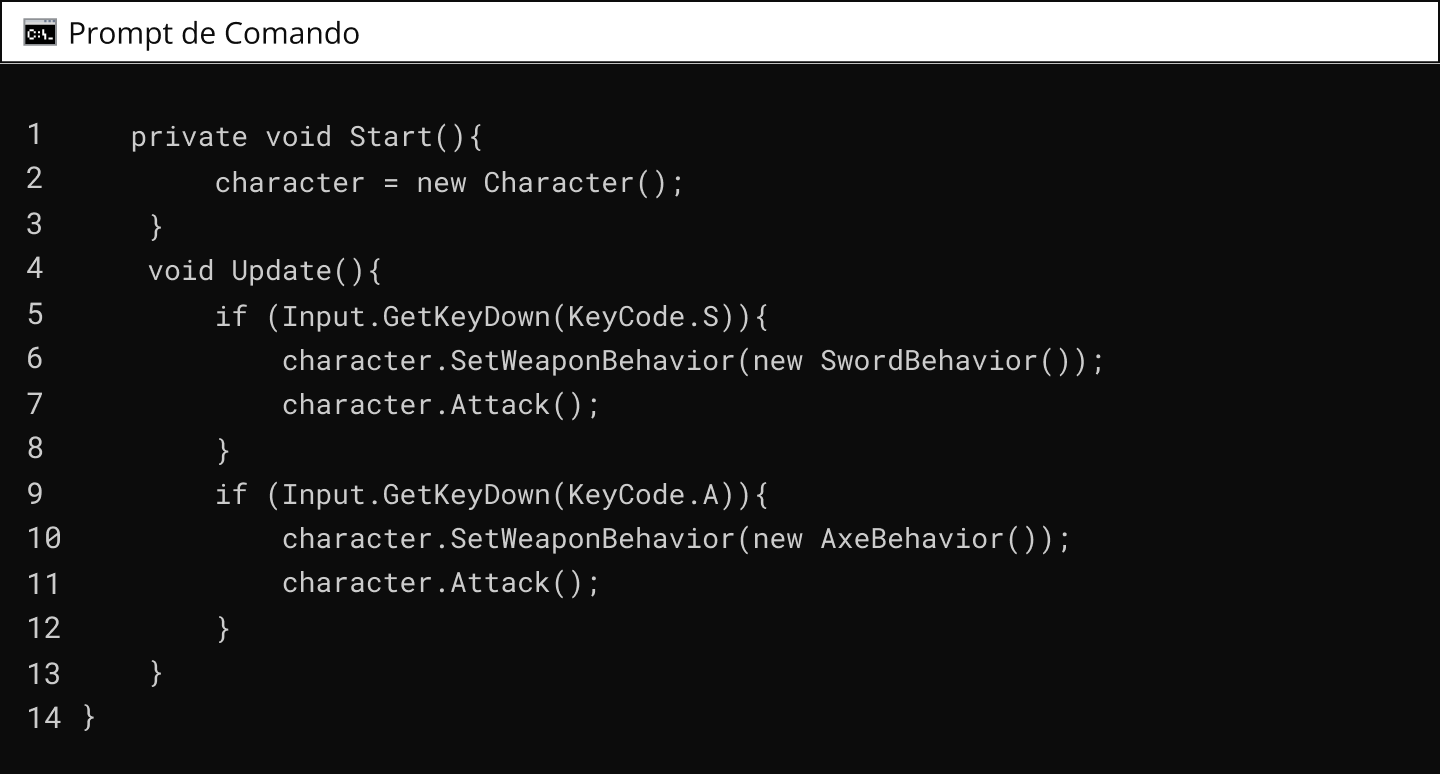 C:\._ Prompt de Comando
1 private void Start(){
2 character = new Character();
3 }
4 void Update(){
5 if (Input.GetKeyDown(KeyCode.S)){
6 character.SetWeaponBehavior(new SwordBehavior());
7 character.Attack();
8 }
9 if (Input.GetKeyDown(KeyCode.A)){
10 character.SetWeaponBehavior(new AxeBehavior());
11 character.Attack();
12 }
13 }
14 }